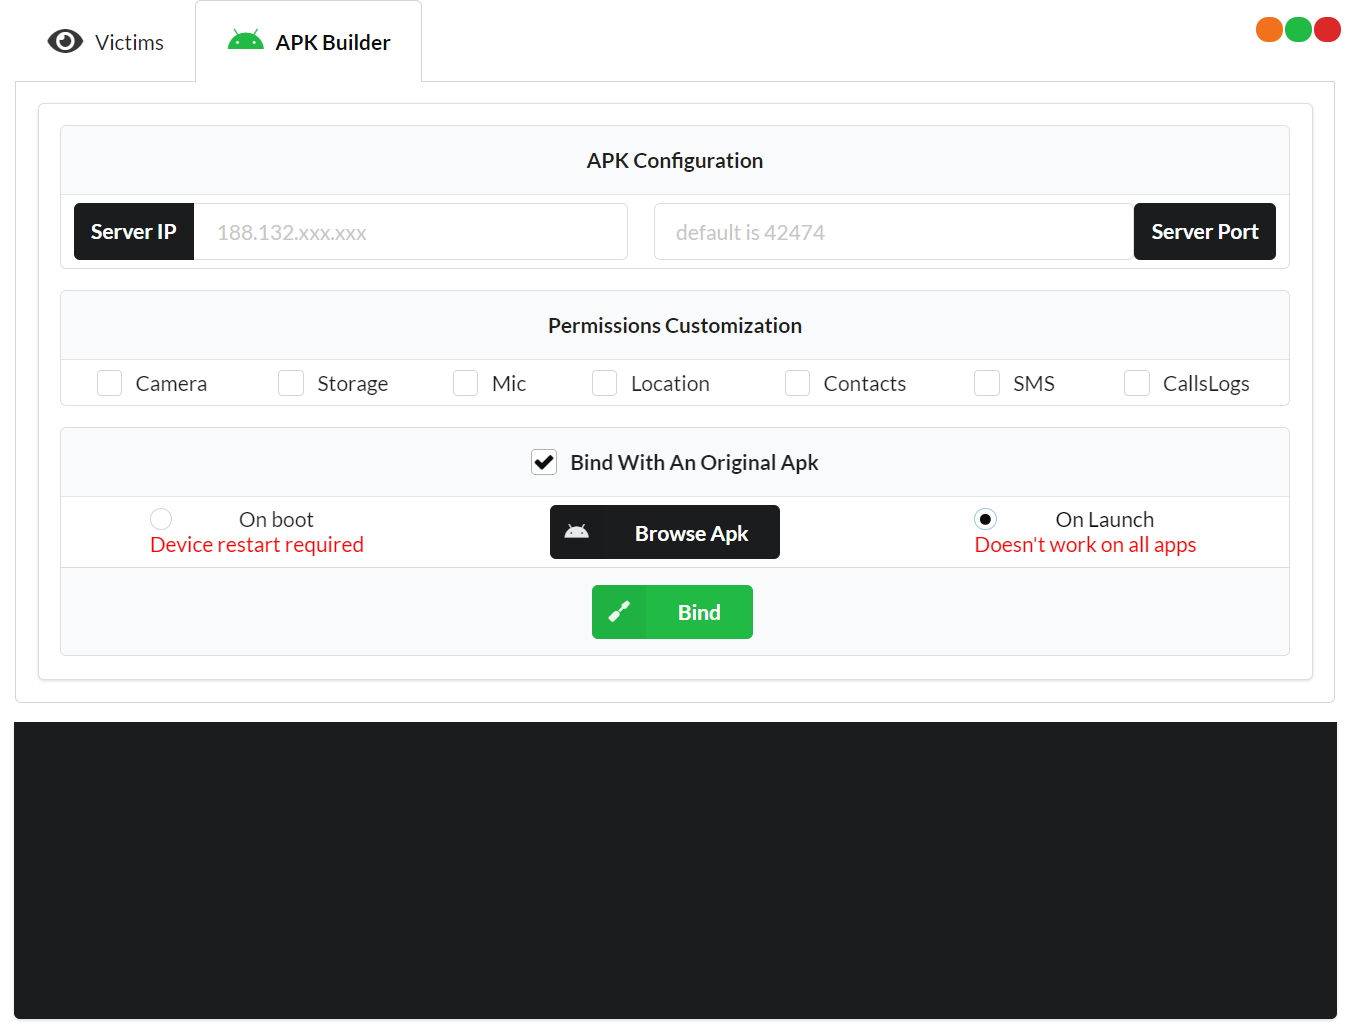 Victims
APK Builder
APK Configuration
Server IP 188.132.xxx.xxx default is 42474 Server Port
Permissions Customization
Camera Storage Mic Location Contacts SMS CallsLogs
Bind With An Original Apk
On boot
Device restart required
Browse Apk
On Launch
Doesn't work on all apps
Bind